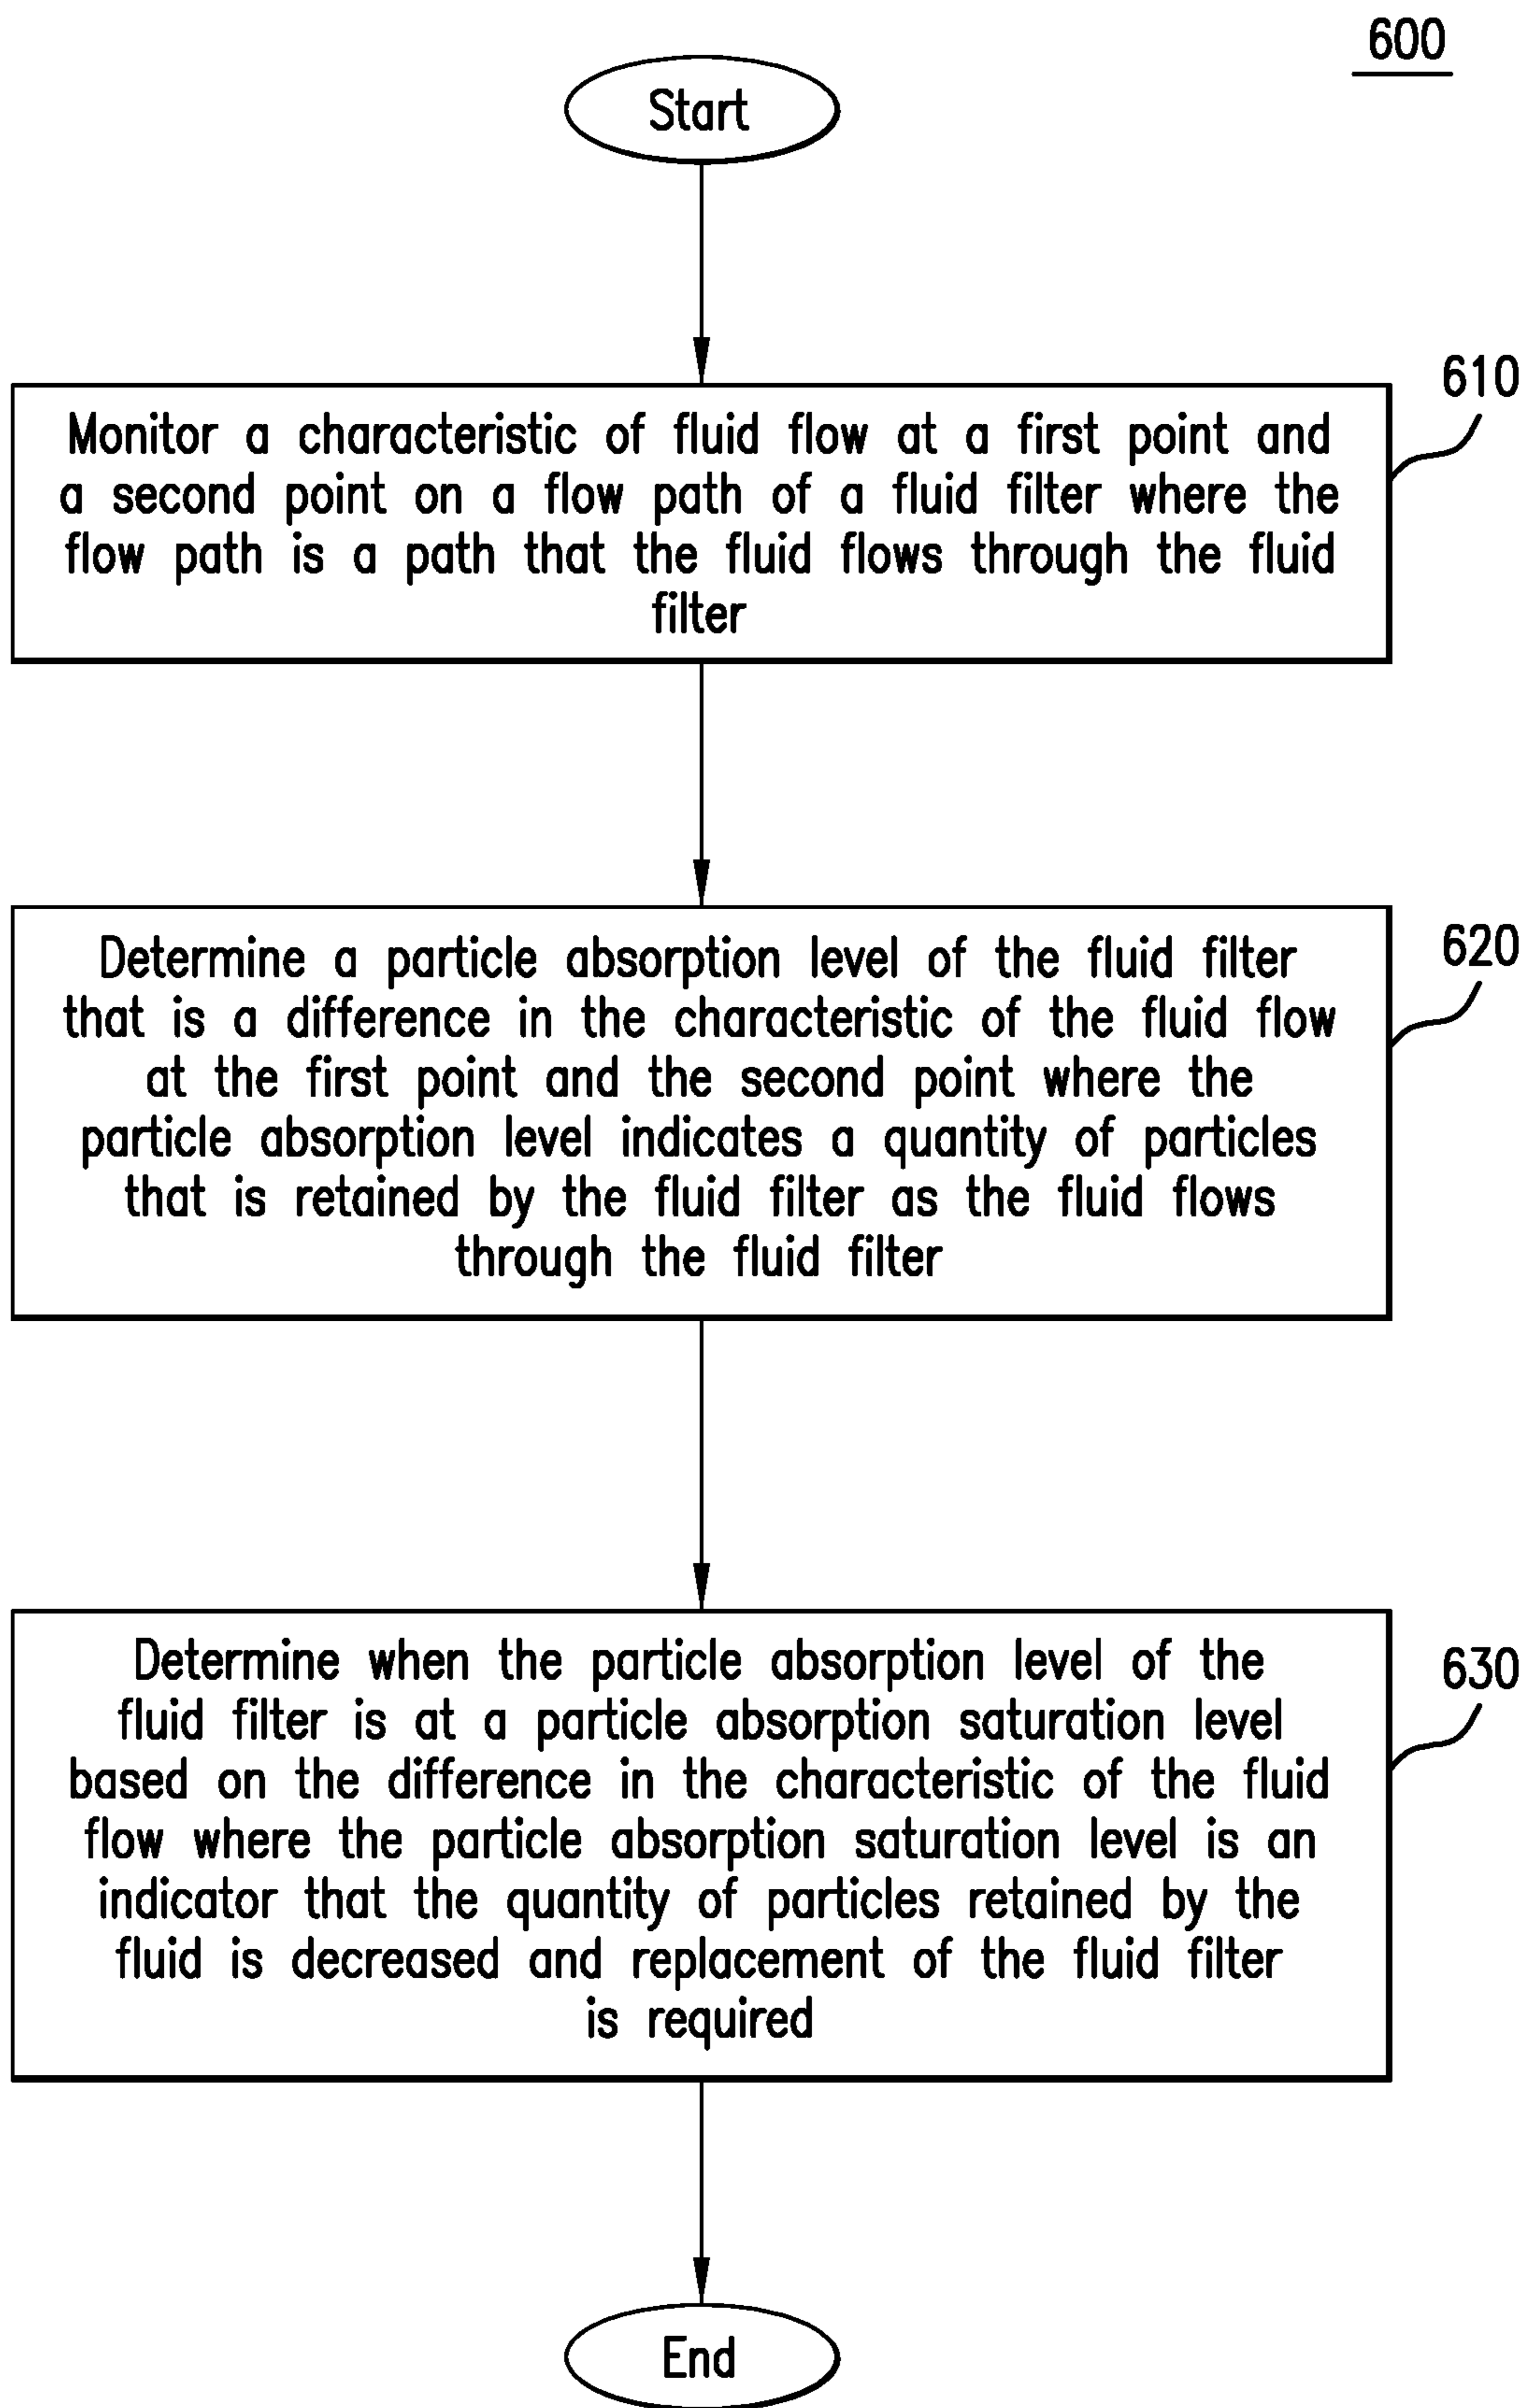 600
Start
610
Monitor a characteristic of fluid flow at a first point and
a second point on a flow path of a fluid filter where the
flow path is a path that the fluid flows through the fluid
filter
620
Determine a particle absorption level of the fluid filter
that is a difference in the characteristic of the fluid flow
at the first point and the second point where the
particle absorption level indicates a quantity of particles
that is retained by the fluid filter as the fluid flows
through the fluid filter
630
Determine when the particle absorption level of the
fluid filter is at a particle absorption saturation level
based on the difference in the characteristic of the fluid
flow where the particle absorption saturation level is an
indicator that the quantity of particles retained by the
fluid is decreased and replacement of the fluid filter
is required
End